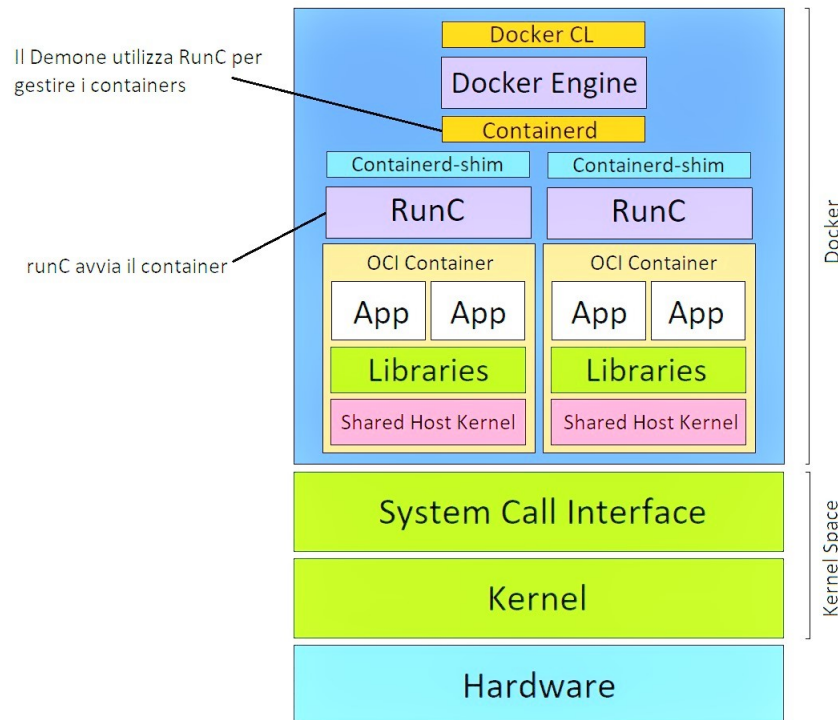 Docker CL
Il Demone utilizza RunC per
gestire i containers
Docker Engine
Containerd
Containerd-shim
Containerd-shim
RunC
RunC
runC avvia il container
OCI Container
OCI Container
App
App
App
App
Libraries
Libraries
Shared Host Kernel
Shared Host Kernel
Docker
System Call Interface
Kernel
Kernel Space
Hardware